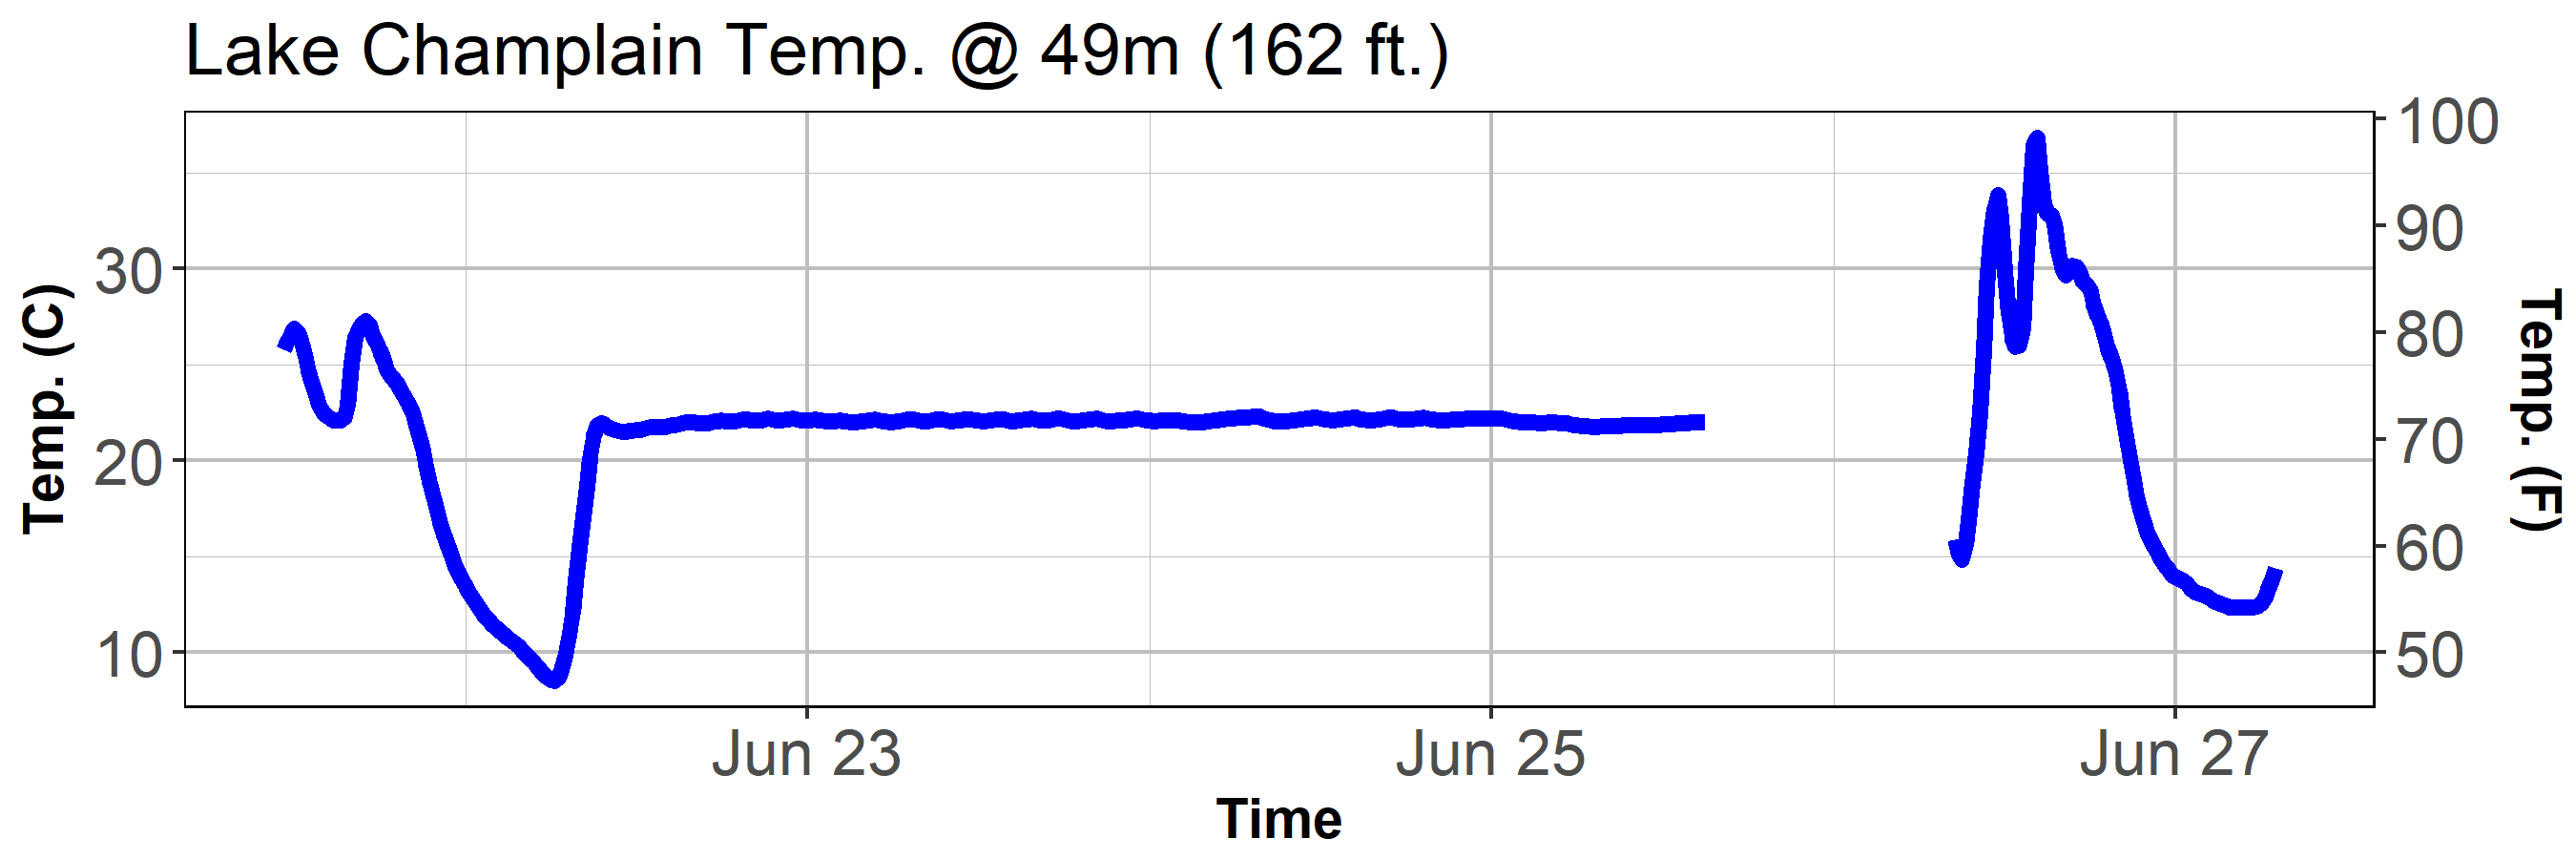 Lake Champlain Temp. @ 49m (162 ft.)
Temp. (C)
30
20
10
100
90
80
70
60
50
Temp. (F)
Jun 23
Jun 25
Jun 27
Time